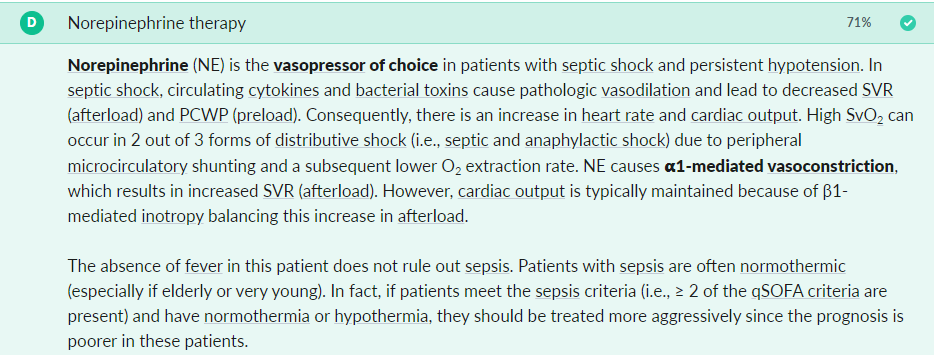 D Norepinephrine therapy 71%
Norepinephrine (NE) is the vasopressor of choice in patients with septic shock and persistent hypotension. In
septic shock, circulating cytokines and bacterial toxins cause pathologic vasodilation and lead to decreased SVR
(afterload) and PCWP (preload). Consequently, there is an increase in heart rate and cardiac output. High SvO₂ can
occur in 2 out of 3 forms of distributive shock (i.e., septic and anaphylactic shock) due to peripheral
microcirculatory shunting and a subsequent lower O₂ extraction rate. NE causes α1-mediated vasoconstriction,
which results in increased SVR (afterload). However, cardiac output is typically maintained because of β1-
mediated inotropy balancing this increase in afterload.
The absence of fever in this patient does not rule out sepsis. Patients with sepsis are often normothermic
(especially if elderly or very young). In fact, if patients meet the sepsis criteria (i.e., ≥ 2 of the qSOFA criteria are
present) and have normothermia or hypothermia, they should be treated more aggressively since the prognosis is
poorer in these patients.